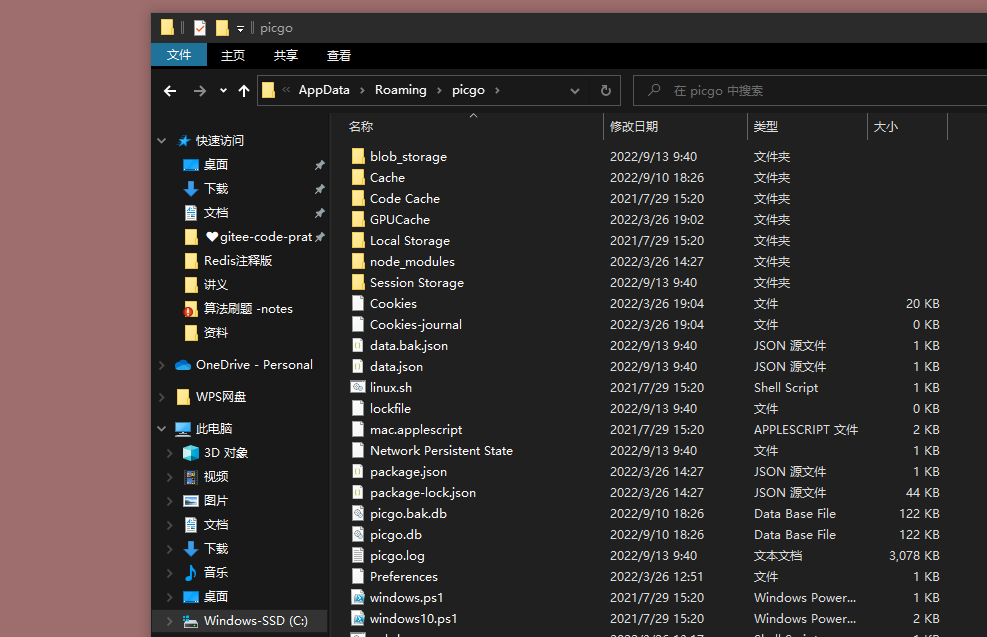 picgo
文件 主页 共享 查看
« AppData › Roaming › picgo › 在 picgo 中搜索
名称 修改日期 类型 大小
快速访问
桌面
下载
文档
♥gitee-code-prat
Redis注释版
讲义
算法刷题 -notes
资料
OneDrive - Personal
WPS网盘
此电脑
3D 对象
视频
图片
文档
下载
音乐
桌面
Windows-SSD (C:)
blob_storage 2022/9/13 9:40 文件夹
Cache 2022/9/10 18:26 文件夹
Code Cache 2021/7/29 15:20 文件夹
GPUCache 2022/3/26 19:02 文件夹
Local Storage 2021/7/29 15:20 文件夹
node_modules 2022/3/26 14:27 文件夹
Session Storage 2022/9/13 9:40 文件夹
Cookies 2022/3/26 19:04 文件 20 KB
Cookies-journal 2022/3/26 19:04 文件 0 KB
data.bak.json 2022/9/13 9:40 JSON 源文件 1 KB
data.json 2022/9/13 9:40 JSON 源文件 1 KB
linux.sh 2021/7/29 15:20 Shell Script 1 KB
lockfile 2022/9/13 9:40 文件 0 KB
mac.applescript 2021/7/29 15:20 APPLESCRIPT 文件 2 KB
Network Persistent State 2022/9/13 9:40 文件 1 KB
package.json 2022/3/26 14:27 JSON 源文件 1 KB
package-lock.json 2022/3/26 14:27 JSON 源文件 44 KB
picgo.bak.db 2022/9/10 18:26 Data Base File 122 KB
picgo.db 2022/9/10 18:26 Data Base File 122 KB
picgo.log 2022/9/13 9:40 文本文档 3,078 KB
Preferences 2022/3/26 12:51 文件 1 KB
windows.ps1 2021/7/29 15:20 Windows Power... 1 KB
windows10.ps1 2021/7/29 15:20 Windows Power... 2 KB